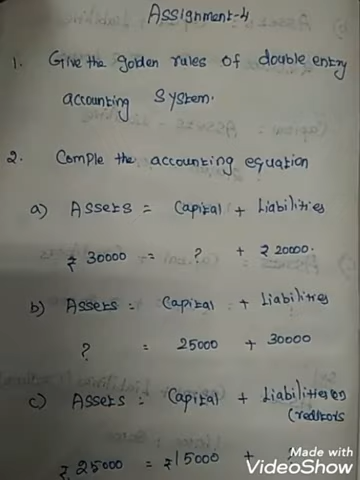 Assignment-4
1. Give the golden rules of double entry
accounting System.
2. Comple the accounting equation
a) Assets = Capital + Liabilities
₹ 30000 = ? + ₹ 20000.
b) Assets = Capital + Liabilities
? = 25000 + 30000
c) Assets = Capital + Liabilities on
(creditors
₹ 25000 = ₹ 15000 +
Made with
VideoShow